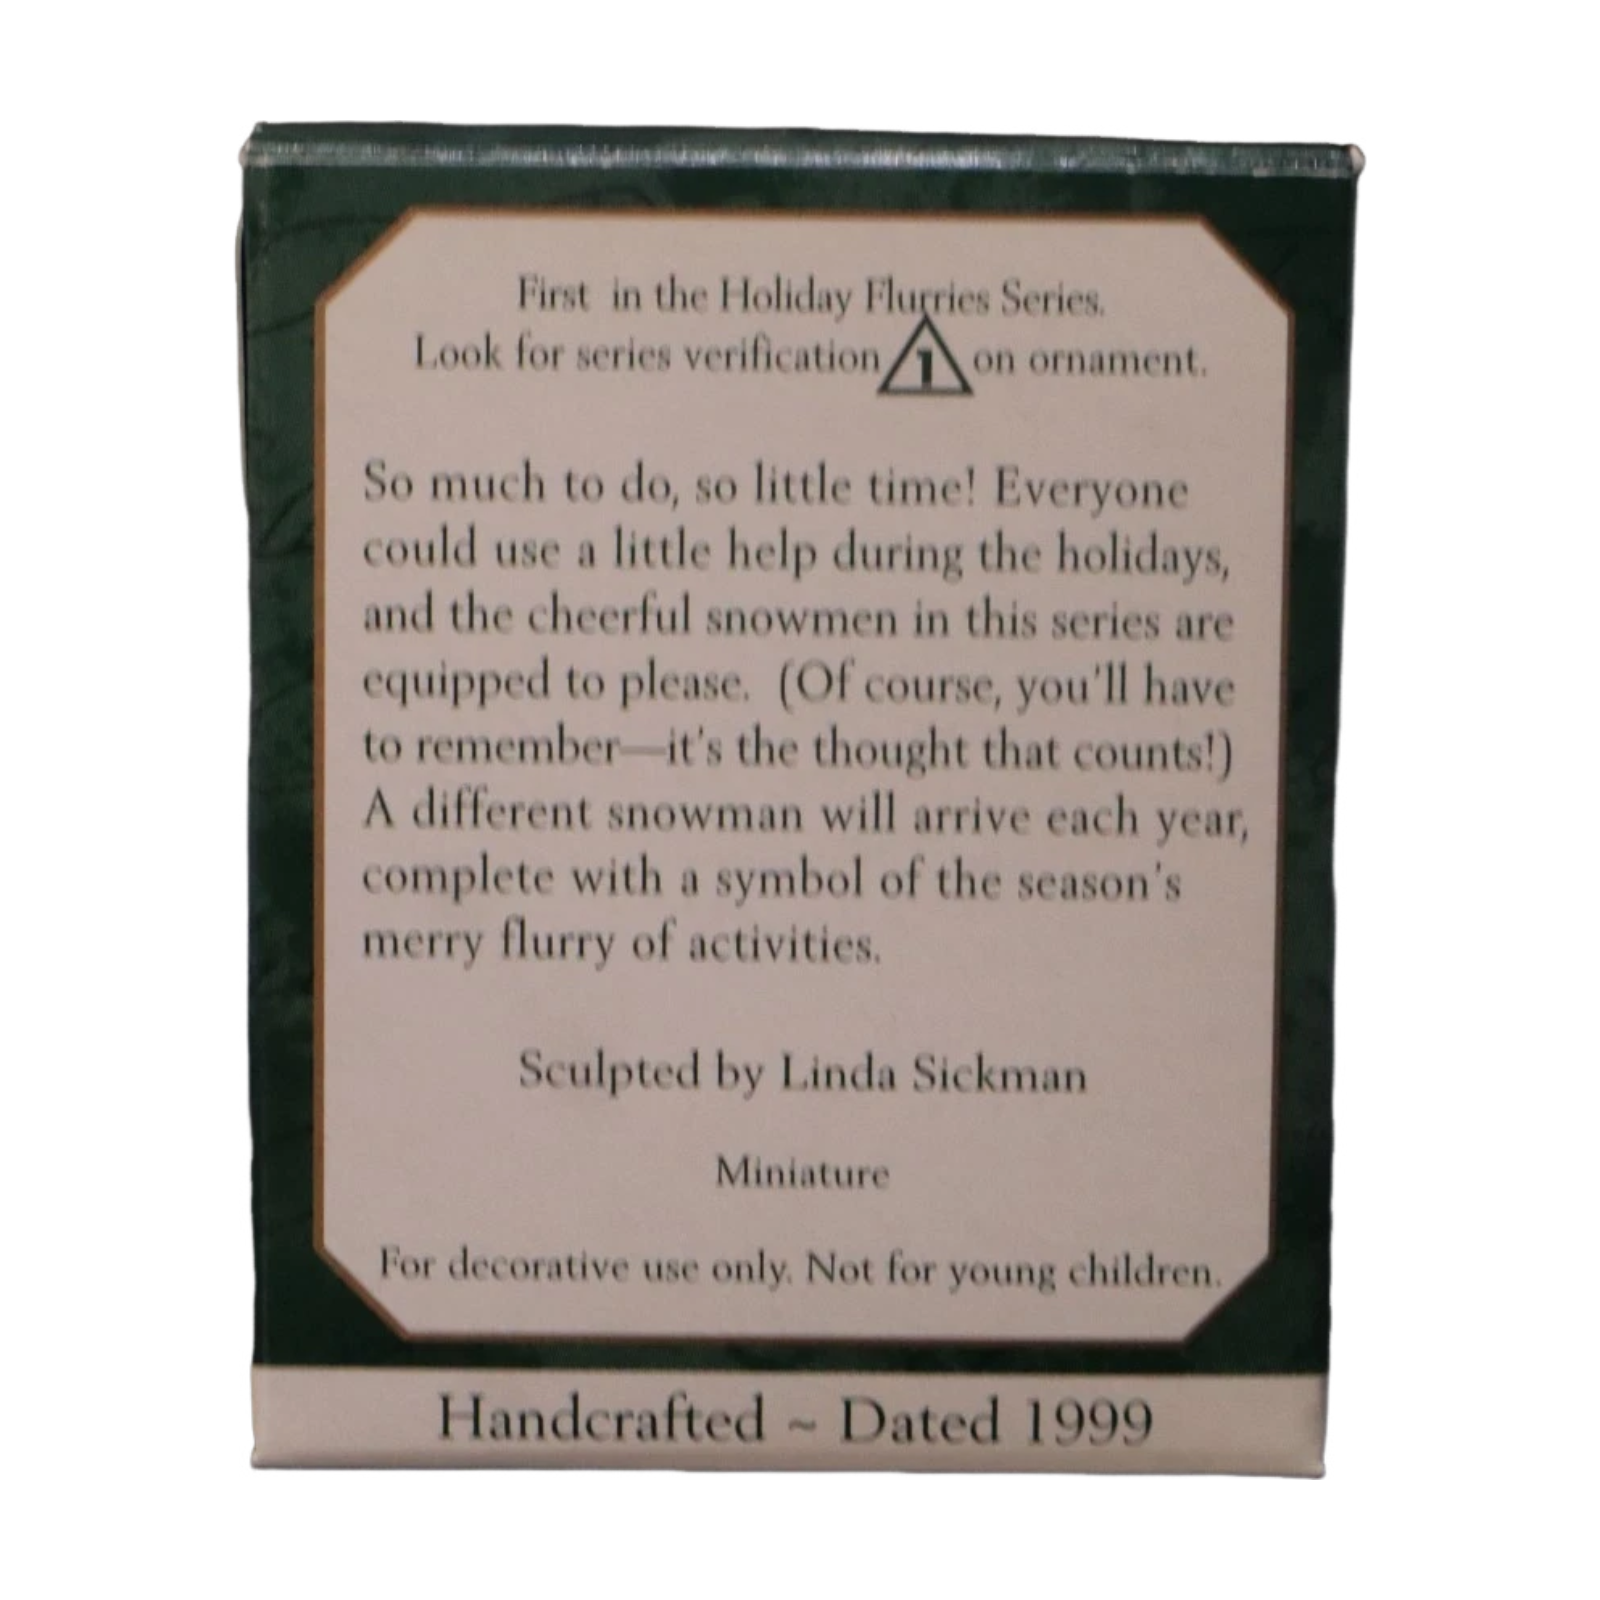 First in the Holiday Flurries Series.
Look for series verification 1 on ornament.
So much to do, so little time! Everyone
could use a little help during the holidays,
and the cheerful snowmen in this series are
equipped to please. (Of course, you'll have
to remember—it's the thought that counts!)
A different snowman will arrive each year,
complete with a symbol of the season's
merry flurry of activities.
Sculpted by Linda Sickman
Miniature
For decorative use only. Not for young children.
Handcrafted ~ Dated 1999